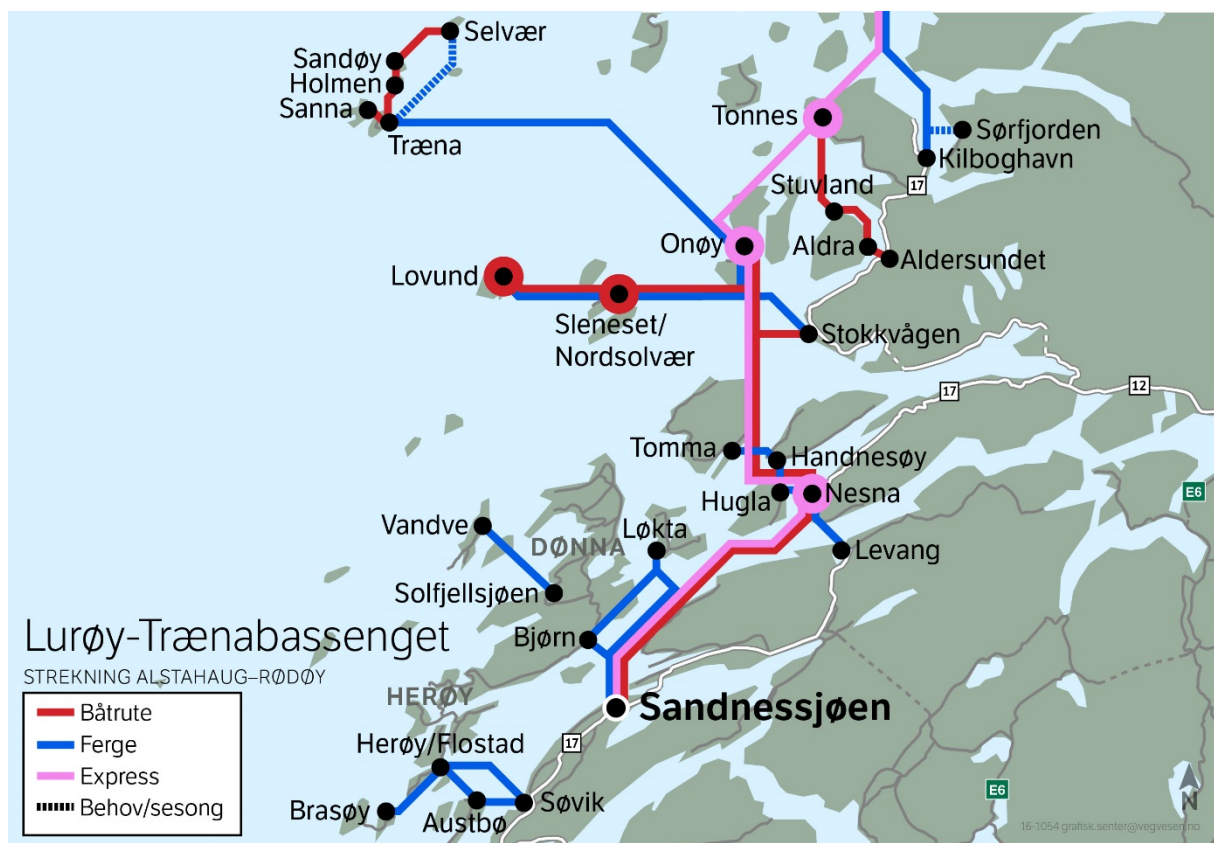 Selvær
Sandøy
Holmen
Sanna
Træna
Tonnes
Sørfjorden
Kilboghavn
17
Stuvland
Onøy
Aldra
Aldersundet
Lovund
Sleneset/
Nordsolvær
Stokkvågen
17
12
Tomma
Handnesøy
Hugla
Nesna
E6
Vandve
DØNNA
Løkta
Levang
Solfjellsjøen
Bjørn
Lurøy-Trænabassenget
STREKNING ALSTAHAUG–RØDØY
HERØY
Sandnessjøen
Båtrute
Ferge
Express
Behov/sesong
17
Herøy/Flostad
Brasøy
Austbø
Søvik
E6
N
16-1054 grafisk.senter@vegvesen.no